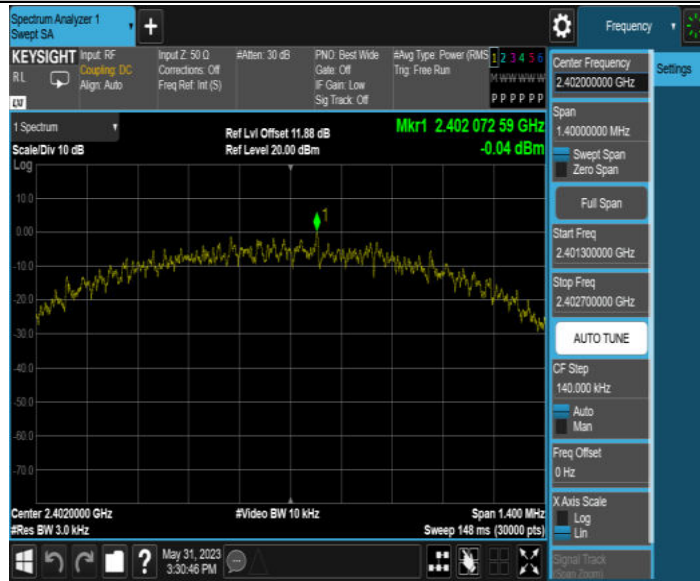 Spectrum Analyzer 1
Swept SA
+
Frequency
KEYSIGHT
RL
LXI
Input: RF
Coupling: DC
Align: Auto
Input Z: 50 Ω
Corrections: Off
Freq Ref: Int (S)
#Atten: 30 dB
PNO: Best Wide
Gate: Off
IF Gain: Low
Sig Track: Off
#Avg Type: Power (RMS
Trig: Free Run
1 2 3 4 5 6
M W W W W W
P P P P P P
1 Spectrum
Scale/Div 10 dB
Log
Ref Lvl Offset 11.88 dB
Ref Level 20.00 dBm
Mkr1 2.402 072 59 GHz
-0.04 dBm
10.0
0.00
-10.0
-20.0
-30.0
-40.0
-50.0
-60.0
-70.0
1
Center 2.4020000 GHz
#Res BW 3.0 kHz
#Video BW 10 kHz
Span 1.400 MHz
Sweep 148 ms (30000 pts)
?
May 31, 2023
3:30:46 PM
Center Frequency
2.402000000 GHz
Settings
Span
1.40000000 MHz
Swept Span
Zero Span
Full Span
Start Freq
2.401300000 GHz
Stop Freq
2.402700000 GHz
AUTO TUNE
CF Step
140.000 kHz
Auto
Man
Freq Offset
0 Hz
X Axis Scale
Log
Lin
Signal Track
(Span Zoom)